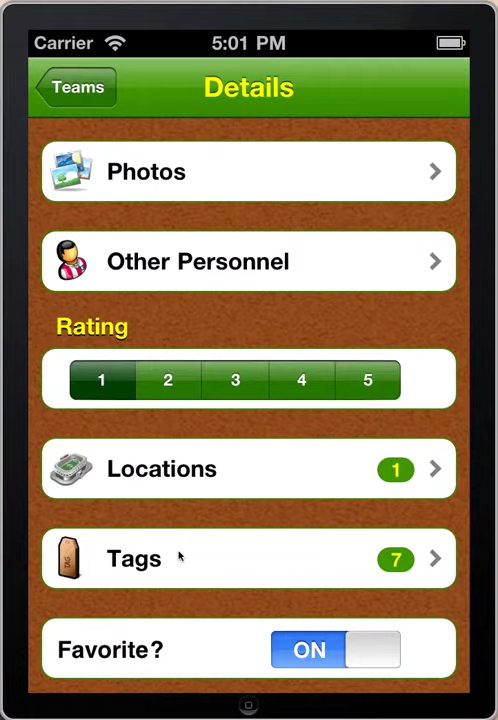 Carrier 5:01 PM
Teams Details
Photos
Other Personnel
Rating
1 2 3 4 5
Locations 1
TAG Tags 7
Favorite? ON